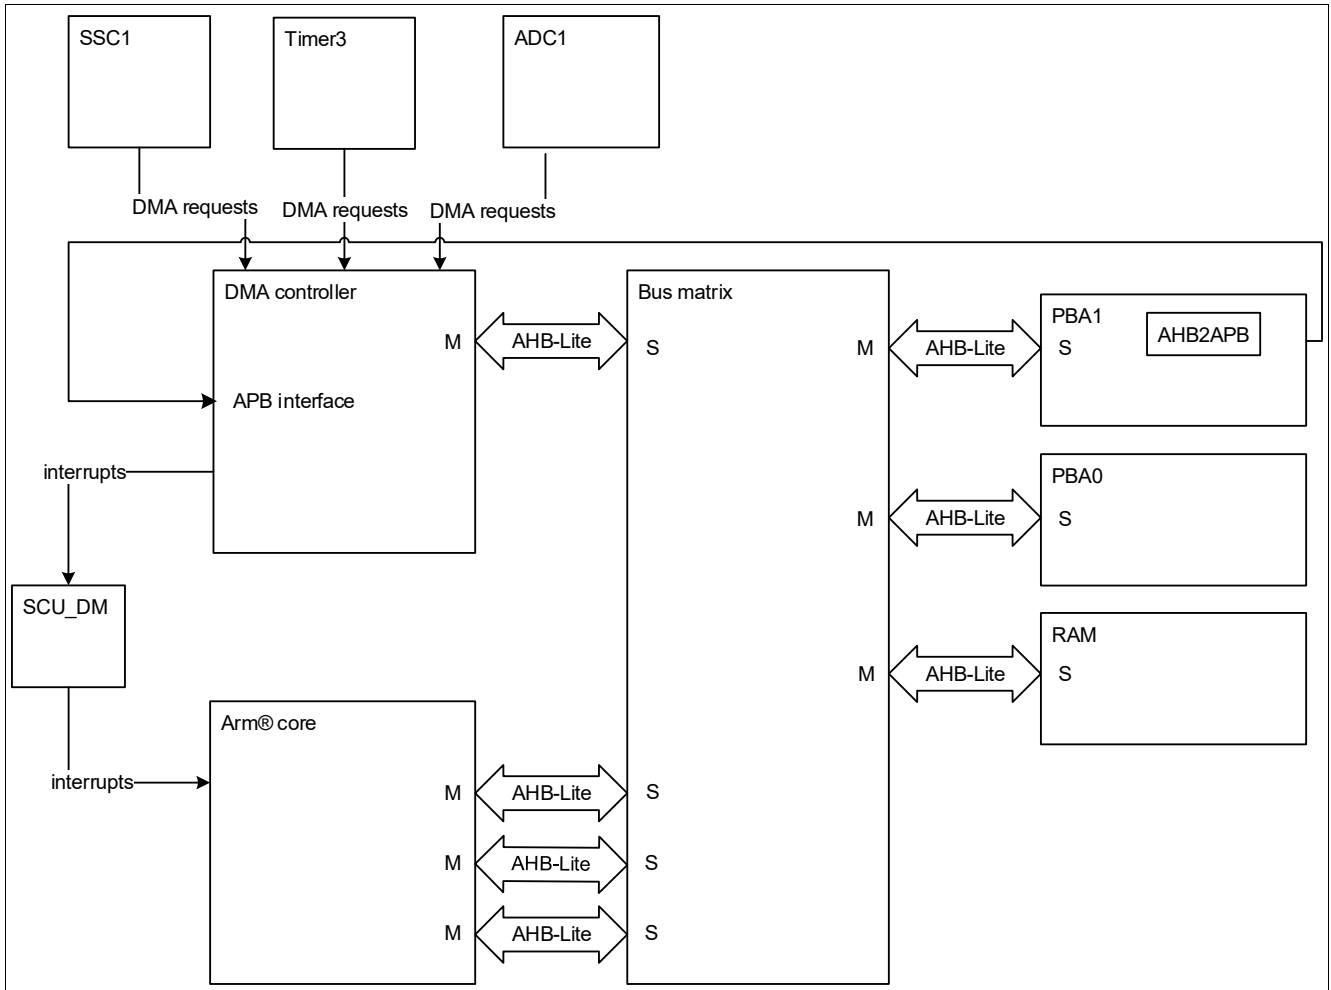 SSC1
Timer3
ADC1
DMA requests
DMA requests
DMA requests
DMA controller
Bus matrix
PBA1
AHB2APB
M
AHB-Lite
S
M
AHB-Lite
S
APB interface
interrupts
PBA0
M
AHB-Lite
S
SCU_DM
RAM
M
AHB-Lite
S
Arm® core
interrupts
M
AHB-Lite
S
M
AHB-Lite
S
M
AHB-Lite
S